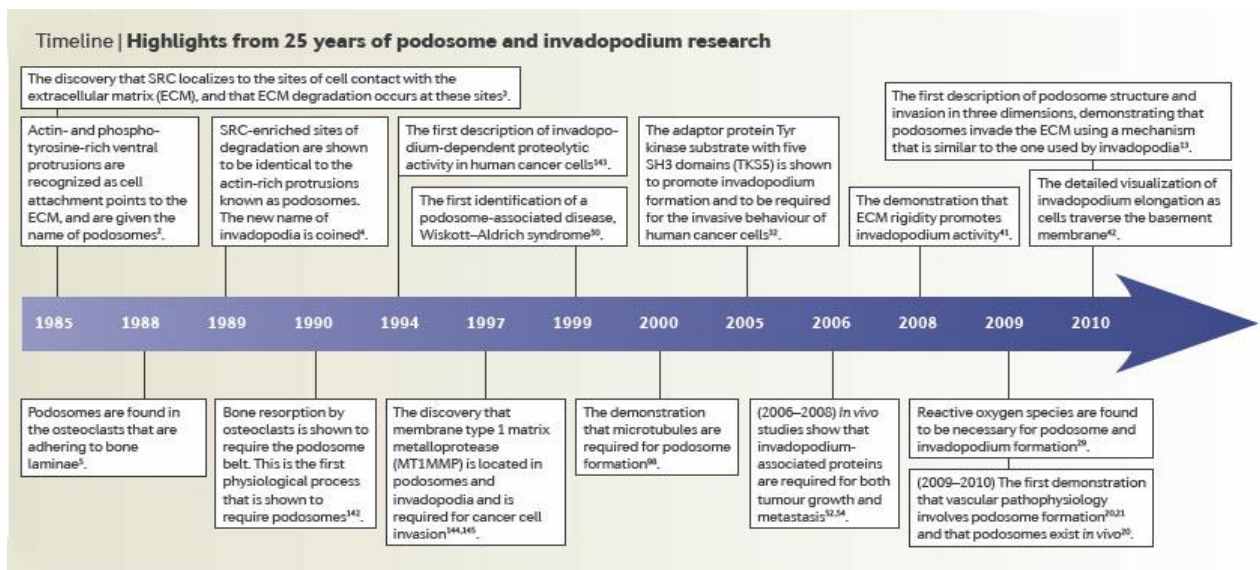 Timeline | Highlights from 25 years of podosome and invadopodium research
The discovery that SRC localizes to the sites of cell contact with the
extracellular matrix (ECM), and that ECM degradation occurs at these sites³.
Actin- and phospho-
tyrosine-rich ventral
protrusions are
recognized as cell
attachment points to the
ECM, and are given the
name of podosomes².
SRC-enriched sites of
degradation are shown
to be identical to the
actin-rich protrusions
known as podosomes.
The new name of
invadopodia is coined⁴.
The first description of invadopo-
dium-dependent proteolytic
activity in human cancer cells¹⁴³.
The first identification of a
podosome-associated disease,
Wiskott–Aldrich syndrome⁵⁰.
The adaptor protein Tyr
kinase substrate with five
SH3 domains (TKS5) is shown
to promote invadopodium
formation and to be required
for the invasive behaviour of
human cancer cells³².
The demonstration that
ECM rigidity promotes
invadopodium activity⁴¹.
The first description of podosome structure and
invasion in three dimensions, demonstrating that
podosomes invade the ECM using a mechanism
that is similar to the one used by invadopodia¹³.
The detailed visualization of
invadopodium elongation as
cells traverse the basement
membrane⁴².
1985 1988 1989 1990 1994 1997 1999 2000 2005 2006 2008 2009 2010
Podosomes are found in
the osteoclasts that are
adhering to bone
laminae⁵.
Bone resorption by
osteoclasts is shown to
require the podosome
belt. This is the first
physiological process
that is shown to
require podosomes¹⁴².
The discovery that
membrane type 1 matrix
metalloprotease
(MT1MMP) is located in
podosomes and
invadopodia and is
required for cancer cell
invasion¹⁴⁴,¹⁴⁵.
The demonstration
that microtubules are
required for podosome
formation⁹⁸.
(2006–2008) In vivo
studies show that
invadopodium-
associated proteins
are required for both
tumour growth and
metastasis⁵²,⁵⁴.
Reactive oxygen species are found
to be necessary for podosome and
invadopodium formation²⁹.
(2009–2010) The first demonstration
that vascular pathophysiology
involves podosome formation²⁰,²¹
and that podosomes exist in vivo²⁰.